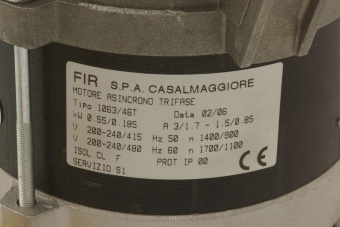 FIR S.P.A. CASALMAGGIORE
MOTORE ASINCRONO TRIFASE
Tipo 1063/46T Data 02/06
kW 0.55/0.185 A 3/1.7 - 1.5/0.85
V 200-240/415 Hz 50 n 1400/900
V 200-240/480 Hz 60 n 1700/1100
ISOL.CL. F PROT IP 00
SERVIZIO S1 CE